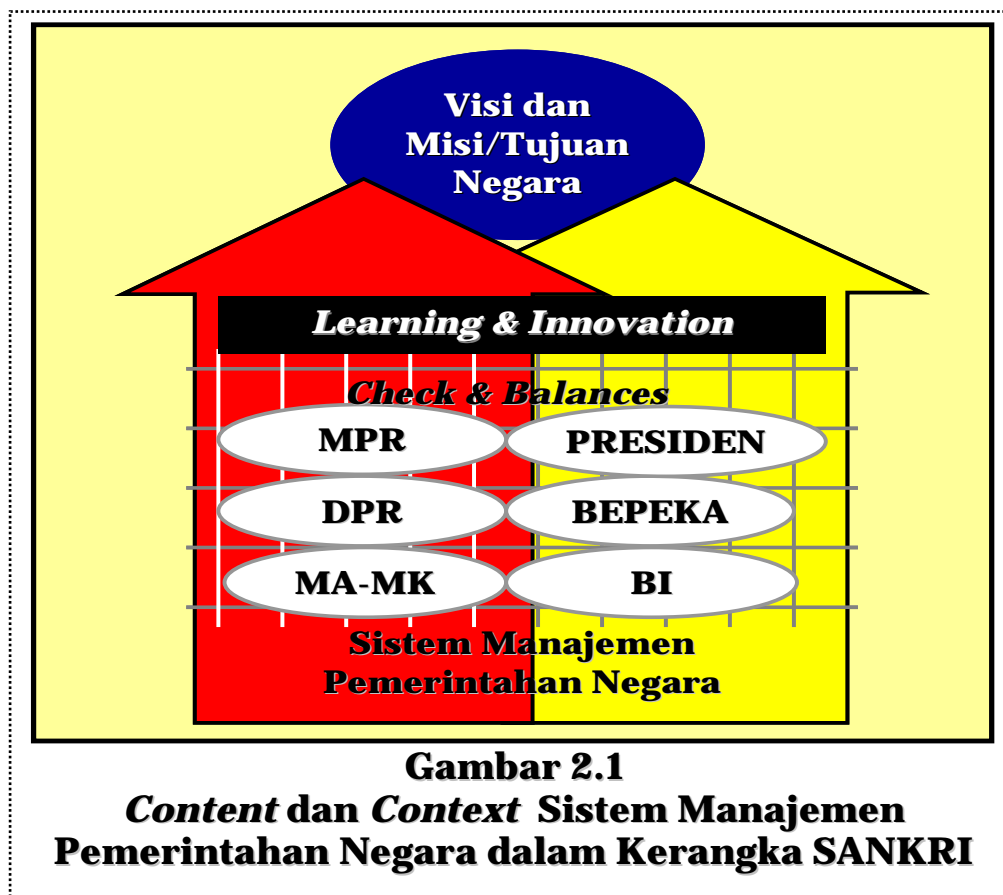 Visi dan
Misi/Tujuan
Negara
Learning & Innovation
Check & Balances
MPR
PRESIDEN
DPR
BEPEKA
MA-MK
BI
Sistem Manajemen
Pemerintahan Negara
Gambar 2.1
Content dan Context Sistem Manajemen
Pemerintahan Negara dalam Kerangka SANKRI